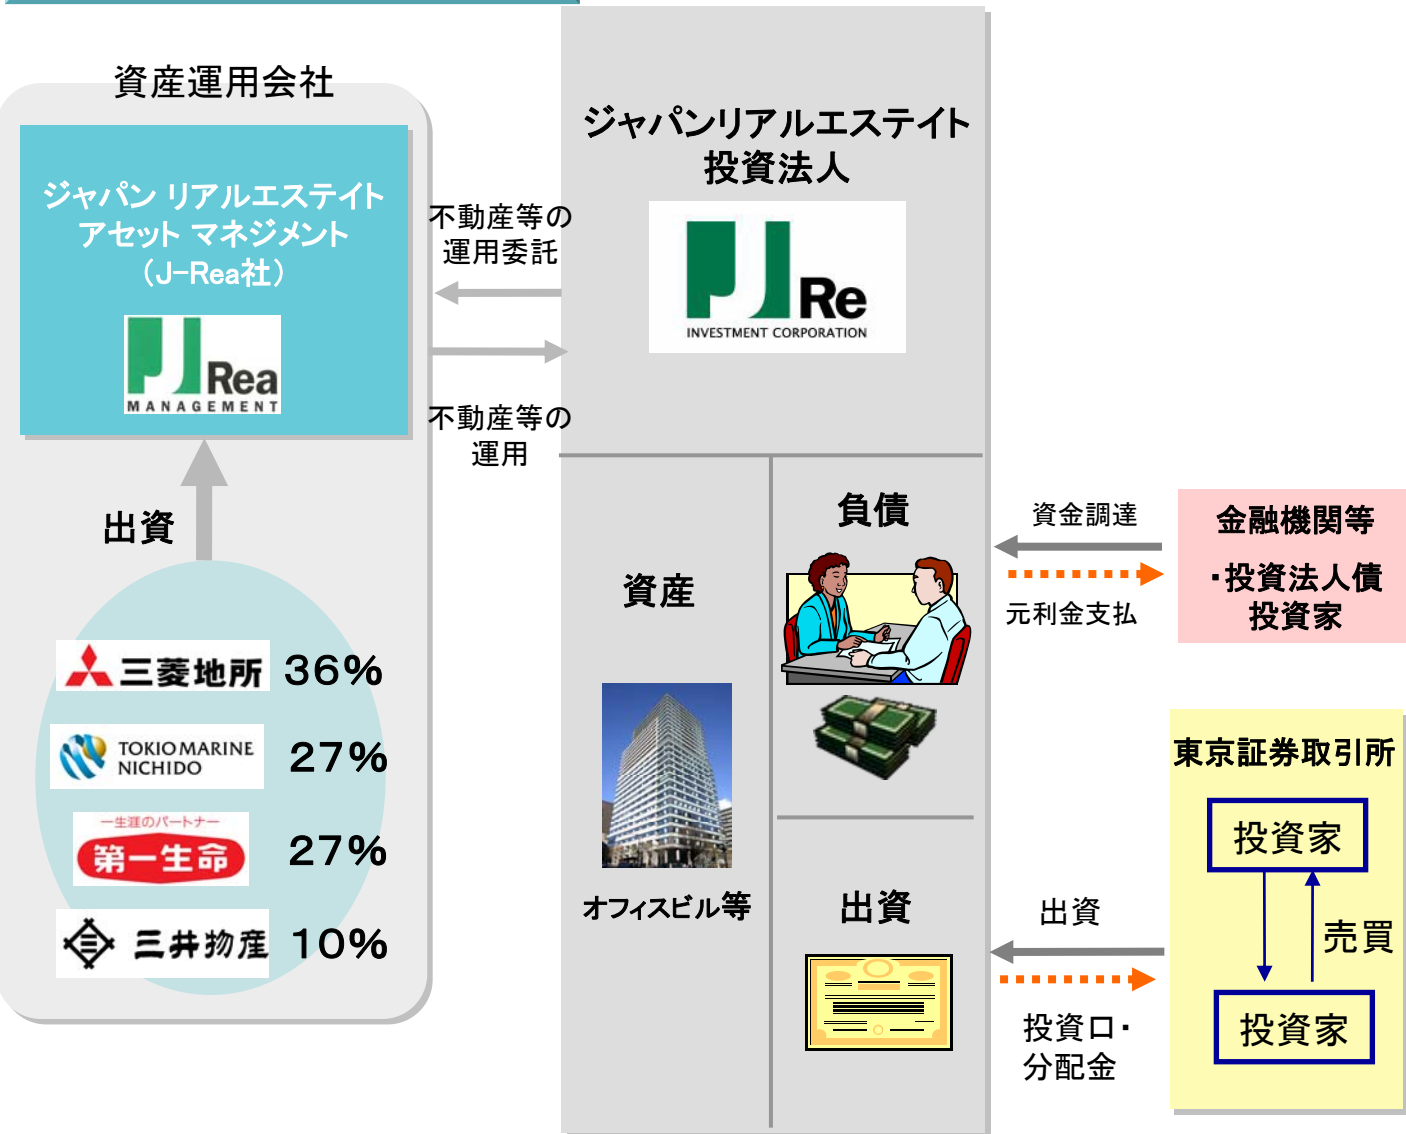 資産運用会社
ジャパン リアルエステイト
アセット マネジメント
（J-Rea社）
J Rea
MANAGEMENT
出資
三菱地所 36%
TOKIO MARINE
NICHIDO 27%
一生涯のパートナー
第一生命 27%
三井物産 10%
不動産等の
運用委託
不動産等の
運用
ジャパンリアルエステイト
投資法人
J Re
INVESTMENT CORPORATION
資産
オフィスビル等
負債
出資
資金調達
元利金支払
金融機関等
・投資法人債
投資家
出資
投資口・
分配金
東京証券取引所
投資家
売買
投資家